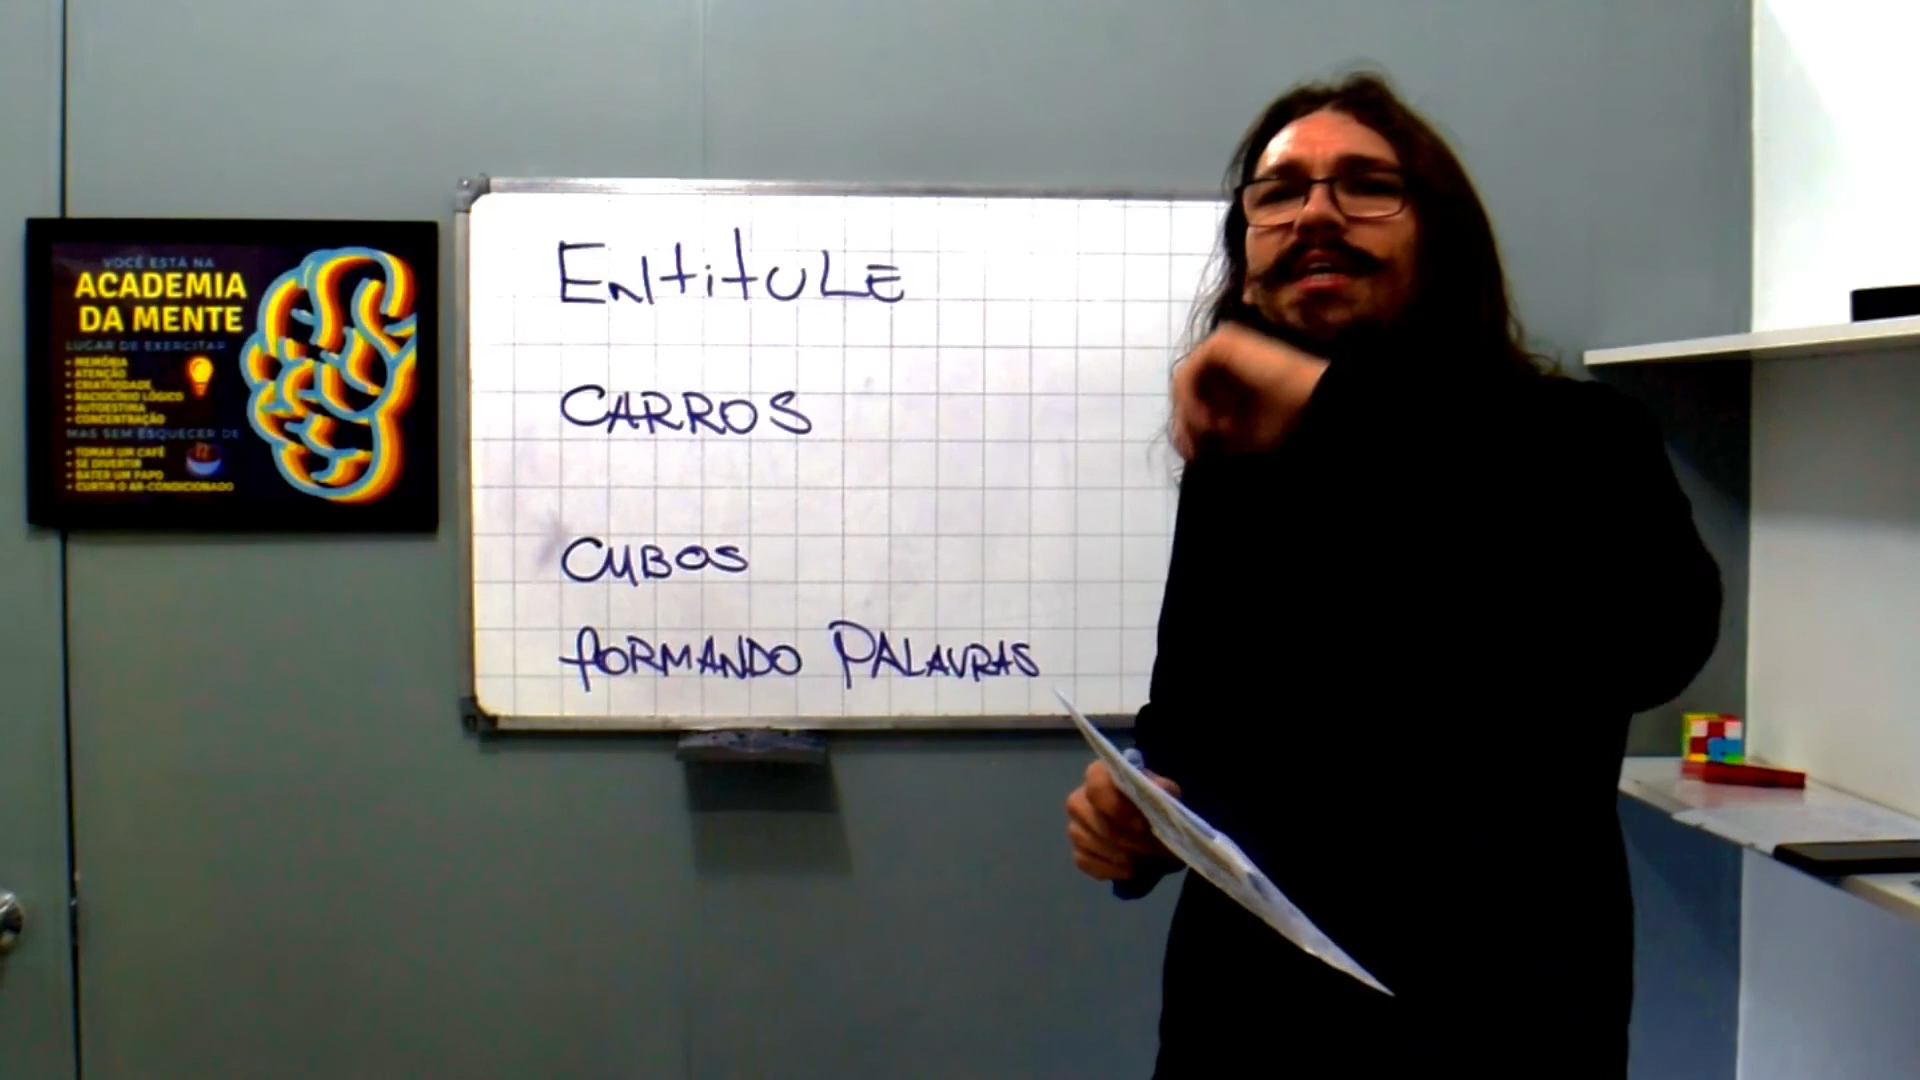 VOCÊ ESTÁ NA
ACADEMIA
DA MENTE
LUGAR DE EXERCITAR
• MEMÓRIA
• ATENÇÃO
• CRIATIVIDADE
• RACIOCÍNIO LÓGICO
• AUTOESTIMA
• CONCENTRAÇÃO
MAS SEM ESQUECER DE
• TOMAR UM CAFÉ
• SE DIVERTIR
• BATER UM PAPO
• CURTIR O AR-CONDICIONADO
ENtituLE
CARROS
CUBOS
fORMANDO PALAVRAS